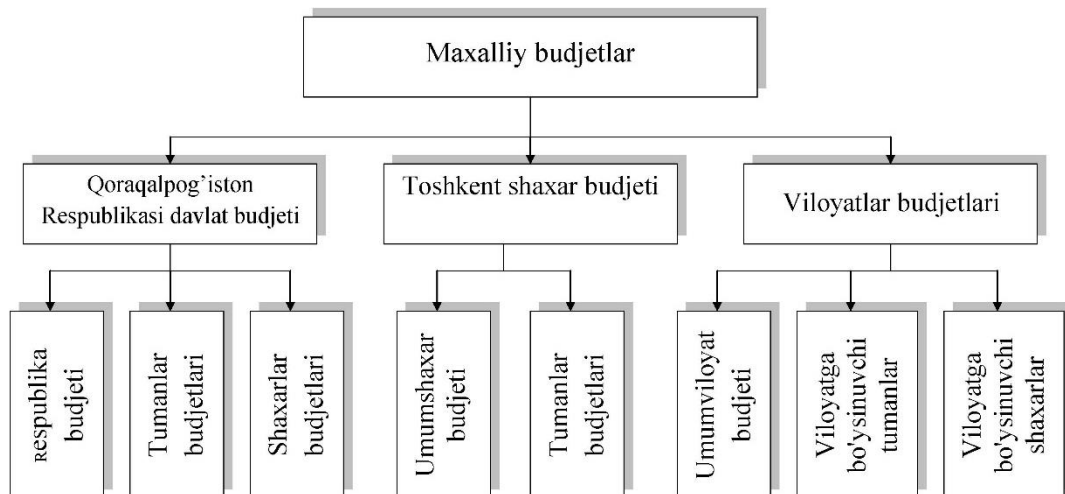 Maxalliy budjetlar
Qoraqalpog’iston
Respublikasi davlat budjeti
Toshkent shaxar budjeti
Viloyatlar budjetlari
Respublika
budjeti
Tumanlar
budjetlari
Shaxarlar
budjetlari
Umumshaxar
budjeti
Tumanlar
budjetlari
Umumviloyat
budjeti
Viloyatga
bo'ysinuvchi
tumanlar
Viloyatga
bo'ysinuvchi
shaxarlar